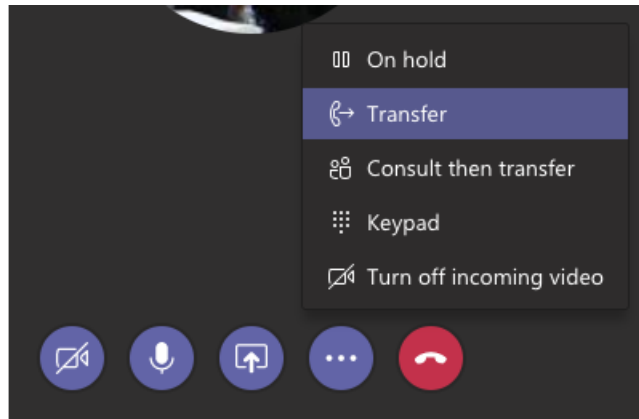 On hold
Transfer
Consult then transfer
Keypad
Turn off incoming video